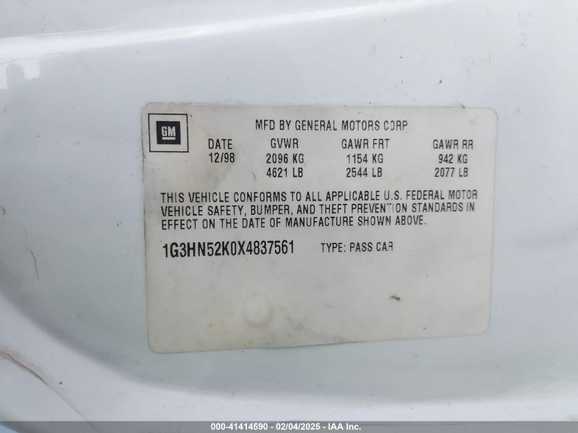 GM
MFD BY GENERAL MOTORS CORP
DATE GVWR GAWR FRT GAWR RR
12/98 2096 KG 1154 KG 942 KG
4621 LB 2544 LB 2077 LB
THIS VEHICLE CONFORMS TO ALL APPLICABLE U.S. FEDERAL MOTOR
VEHICLE SAFETY, BUMPER, AND THEFT PREVENTION STANDARDS IN
EFFECT ON THE DATE OF MANUFACTURE SHOWN ABOVE.
1G3HN52K0X4837561 TYPE: PASS CAR
000-41414590 - 02/04/2025 - IAA Inc.